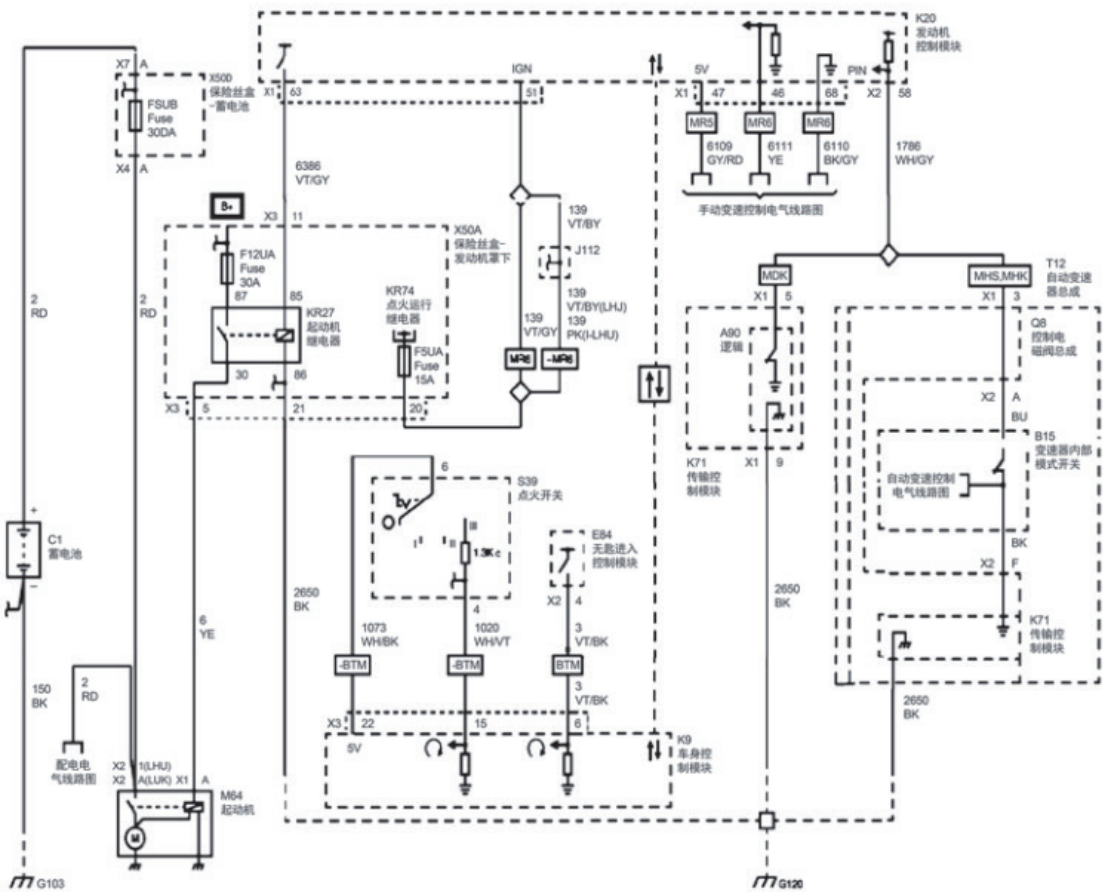 K20
发动机
控制模块
X7 A
X50D
保险丝盒
-蓄电池
FSUB
Fuse
30DA
X4 A
IGN
5V
PIN
X1 63
51
X1 47
46
68
X2 58
MR5
MR6
MR6
6109
GY/RD
6111
YE
6110
BK/GY
1786
WH/GY
手动变速控制电气线路图
6386
VT/GY
B+
X3 11
X50A
保险丝盒-
发动机罩下
F12UA
Fuse
30A
87
85
KR27
起动机
继电器
KR74
点火运行
继电器
F5UA
Fuse
15A
30
86
X3 5
21
20
139
VT/BY
J112
139
VT/BY(LHJ)
139
VT/GY
139
PK(I-LHU)
MR6
-MR6
2
RD
2
RD
MDK
X1 5
MHS,MHK
X1 3
T12
自动变速
器总成
A90
逻辑
Q8
控制电
磁阀总成
X2 A
BU
B15
变速器内部
模式开关
自动变速控制
电气线路图
K71
传输控
制模块
X1 9
BK
X2 F
K71
传输控
制模块
2650
BK
2650
BK
6
S39
点火开关
I
II
III
1.3K c
4
E84
无匙进入
控制模块
X2 4
1073
WH/BK
1020
WH/VT
3
VT/BK
-BTM
-BTM
BTM
3
VT/BK
X3 22
15
6
5V
K9
车身控
制模块
C1
蓄电池
+
−
6
YE
2650
BK
150
BK
2
RD
配电电
气线路图
X2 1(LHU)
X2 A(LUK) X1 A
M64
起动机
M
G103
G120